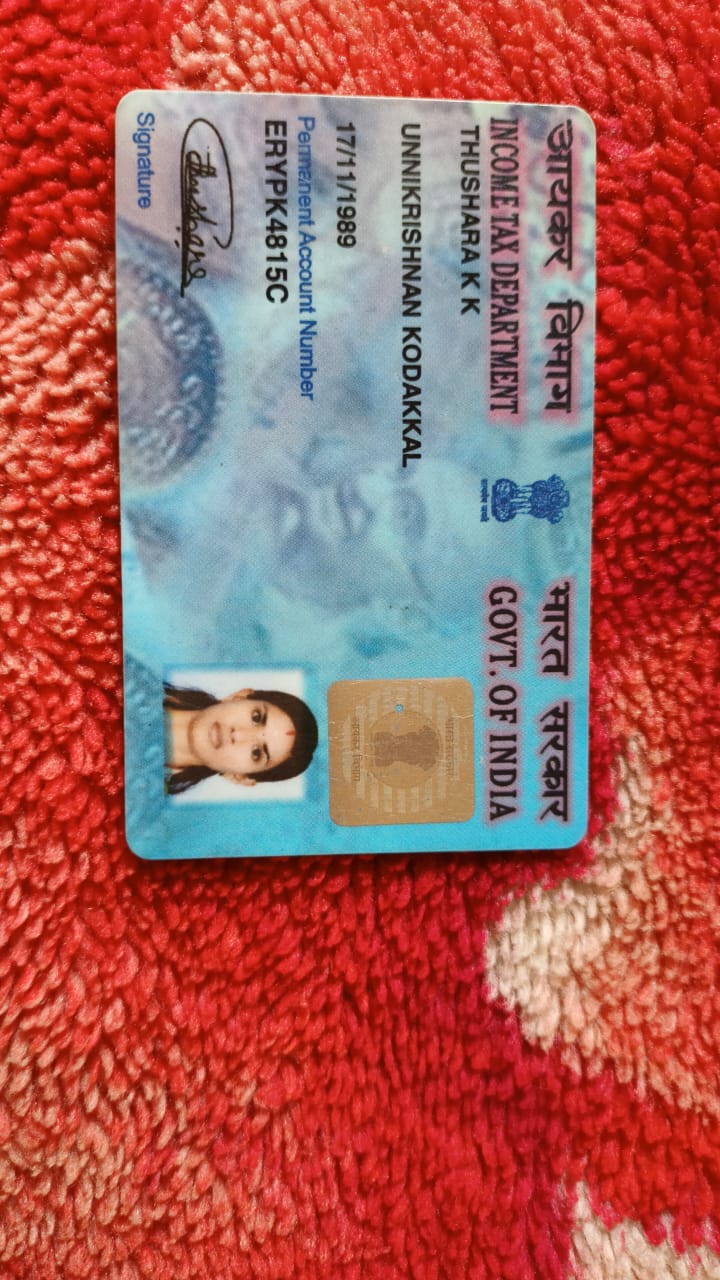 आयकर विभाग
INCOME TAX DEPARTMENT
भारत सरकार
GOVT. OF INDIA
THUSHARA K K
UNNIKRISHNAN KODAKKAL
17/11/1989
Permanent Account Number
ERYPK4815C
Signature